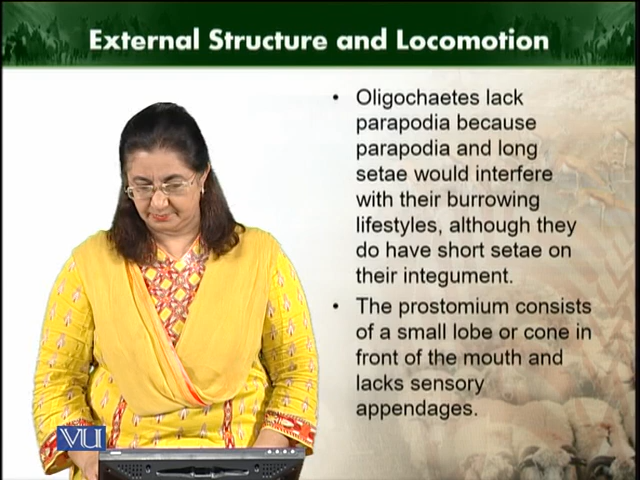 External Structure and Locomotion
• Oligochaetes lack
parapodia because
parapodia and long
setae would interfere
with their burrowing
lifestyles, although they
do have short setae on
their integument.
• The prostomium consists
of a small lobe or cone in
front of the mouth and
lacks sensory
appendages.
VU